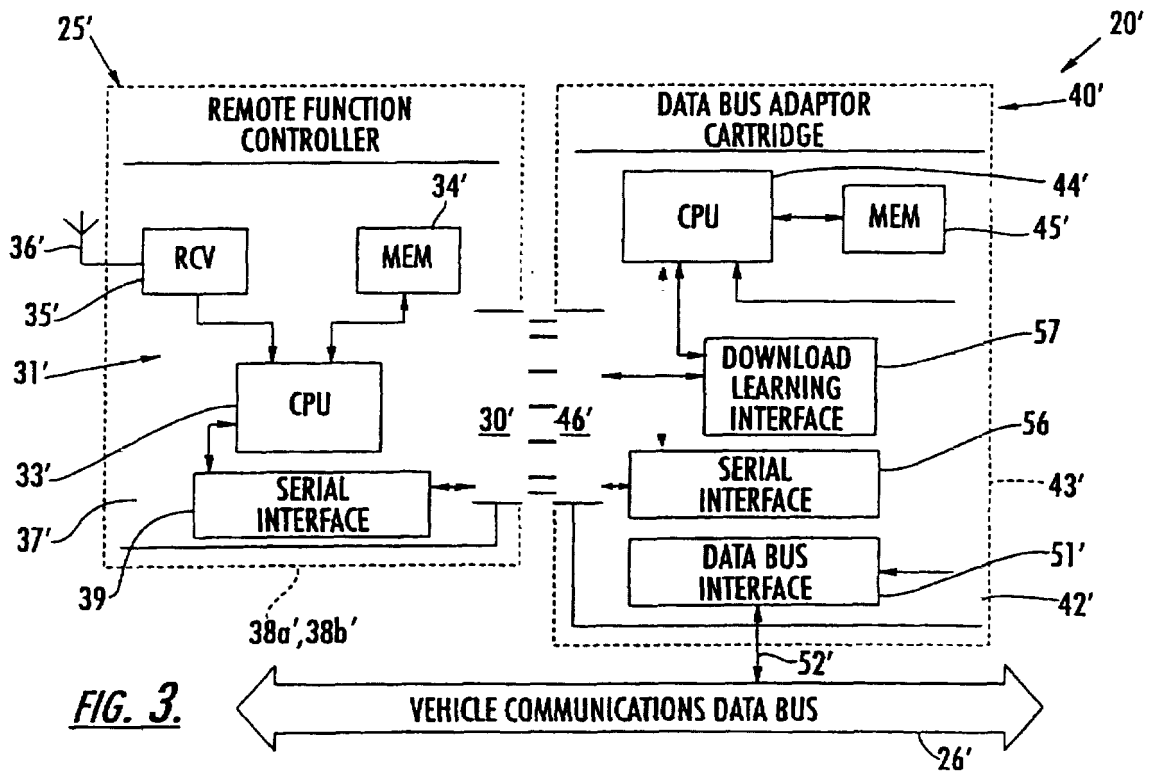 25'
20'
40'
REMOTE FUNCTION
CONTROLLER
DATA BUS ADAPTOR
CARTRIDGE
34'
44'
36'
RCV
MEM
CPU
MEM
45'
35'
57
31'
CPU
DOWNLOAD
LEARNING
INTERFACE
30'
46'
56
33'
SERIAL
INTERFACE
SERIAL
INTERFACE
43'
37'
DATA BUS
INTERFACE
51'
39
42'
38a',38b'
52'
FIG. 3.
VEHICLE COMMUNICATIONS DATA BUS
26'